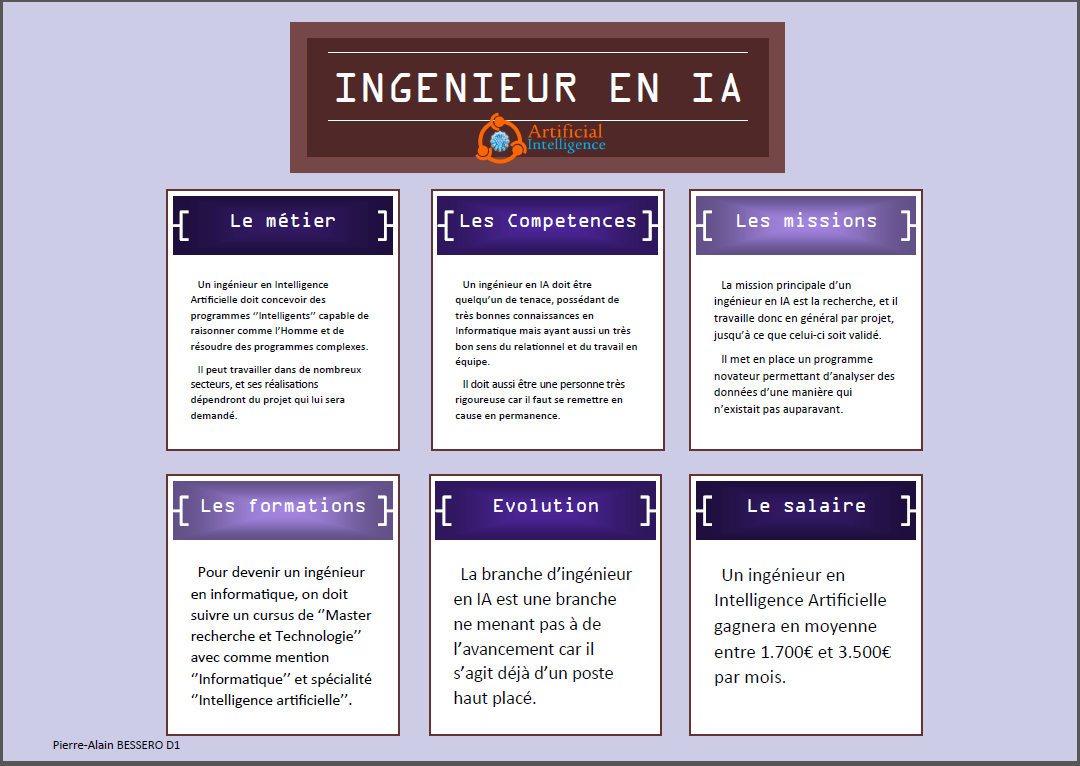 INGENIEUR EN IA
Artificial
Intelligence
Le métier
Un ingénieur en Intelligence
Artificielle doit concevoir des
programmes ‘’Intelligents’’ capable de
raisonner comme l’Homme et de
résoudre des programmes complexes.
Il peut travailler dans de nombreux
secteurs, et ses réalisations
dépendront du projet qui lui sera
demandé.
Les Competences
Un ingénieur en IA doit être
quelqu’un de tenace, possédant de
très bonnes connaissances en
Informatique mais ayant aussi un très
bon sens du relationnel et du travail en
équipe.
Il doit aussi être une personne très
rigoureuse car il faut se remettre en
cause en permanence.
Les missions
La mission principale d’un
ingénieur en IA est la recherche, et il
travaille donc en général par projet,
jusqu’à ce que celui-ci soit validé.
Il met en place un programme
novateur permettant d’analyser des
données d’une manière qui
n’existait pas auparavant.
Les formations
Pour devenir un ingénieur
en informatique, on doit
suivre un cursus de ‘’Master
recherche et Technologie’’
avec comme mention
‘’Informatique’’ et spécialité
‘’Intelligence artificielle’’.
Evolution
La branche d’ingénieur
en IA est une branche
ne menant pas à de
l’avancement car il
s’agit déjà d’un poste
haut placé.
Le salaire
Un ingénieur en
Intelligence Artificielle
gagnera en moyenne
entre 1.700€ et 3.500€
par mois.
Pierre-Alain BESSERO D1